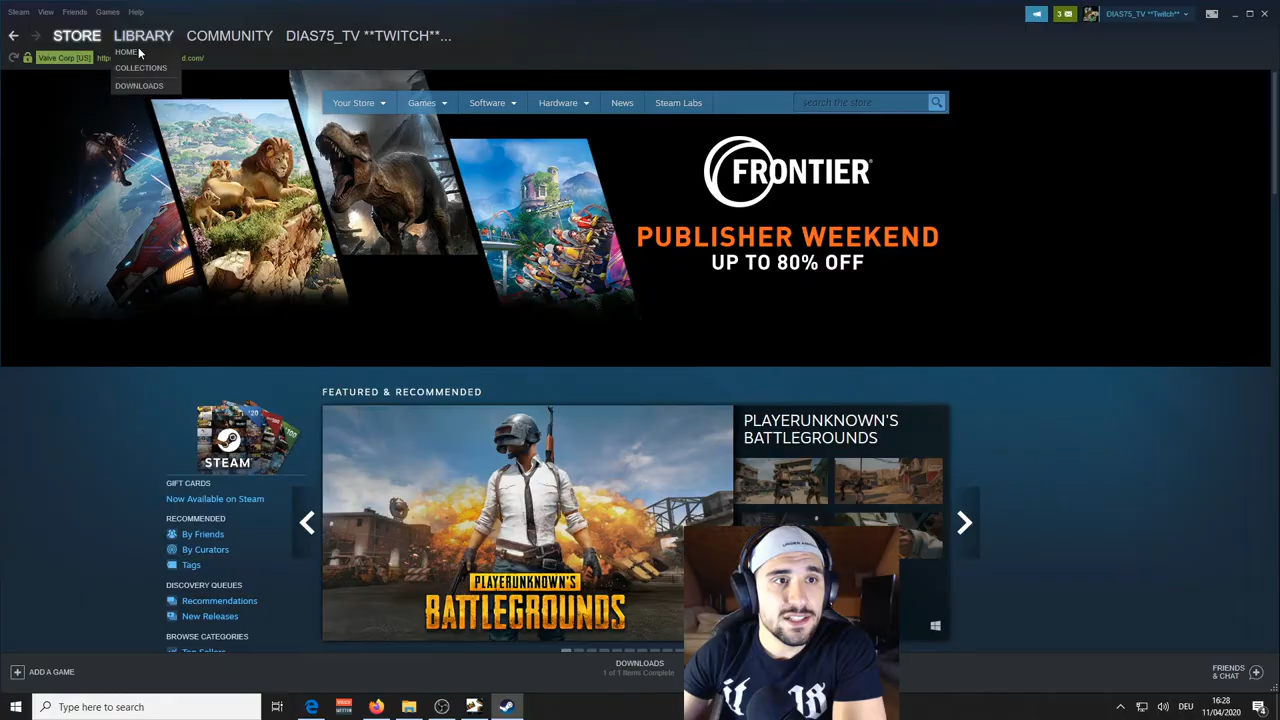 Steam View Friends Games Help
3 DIAS75_TV **Twitch**
STORE LIBRARY COMMUNITY DIAS75_TV **TWITCH**...
Valve Corp [US] d.com/
HOME
COLLECTIONS
DOWNLOADS
Your Store Games Software Hardware News Steam Labs search the store
FRONTIER
PUBLISHER WEEKEND
UP TO 80% OFF
FEATURED & RECOMMENDED
STEAM
PLAYERUNKNOWN'S
BATTLEGROUNDS
GIFT CARDS
Now Available on Steam
RECOMMENDED
By Friends
By Curators
Tags
DISCOVERY QUEUES
Recommendations
New Releases
BROWSE CATEGORIES
PLAYERUNKNOWN'S
BATTLEGROUNDS
ADD A GAME
DOWNLOADS
1 of 1 Items Complete
FRIENDS
& CHAT
Type here to search
DEU
16:28
11/04/2020